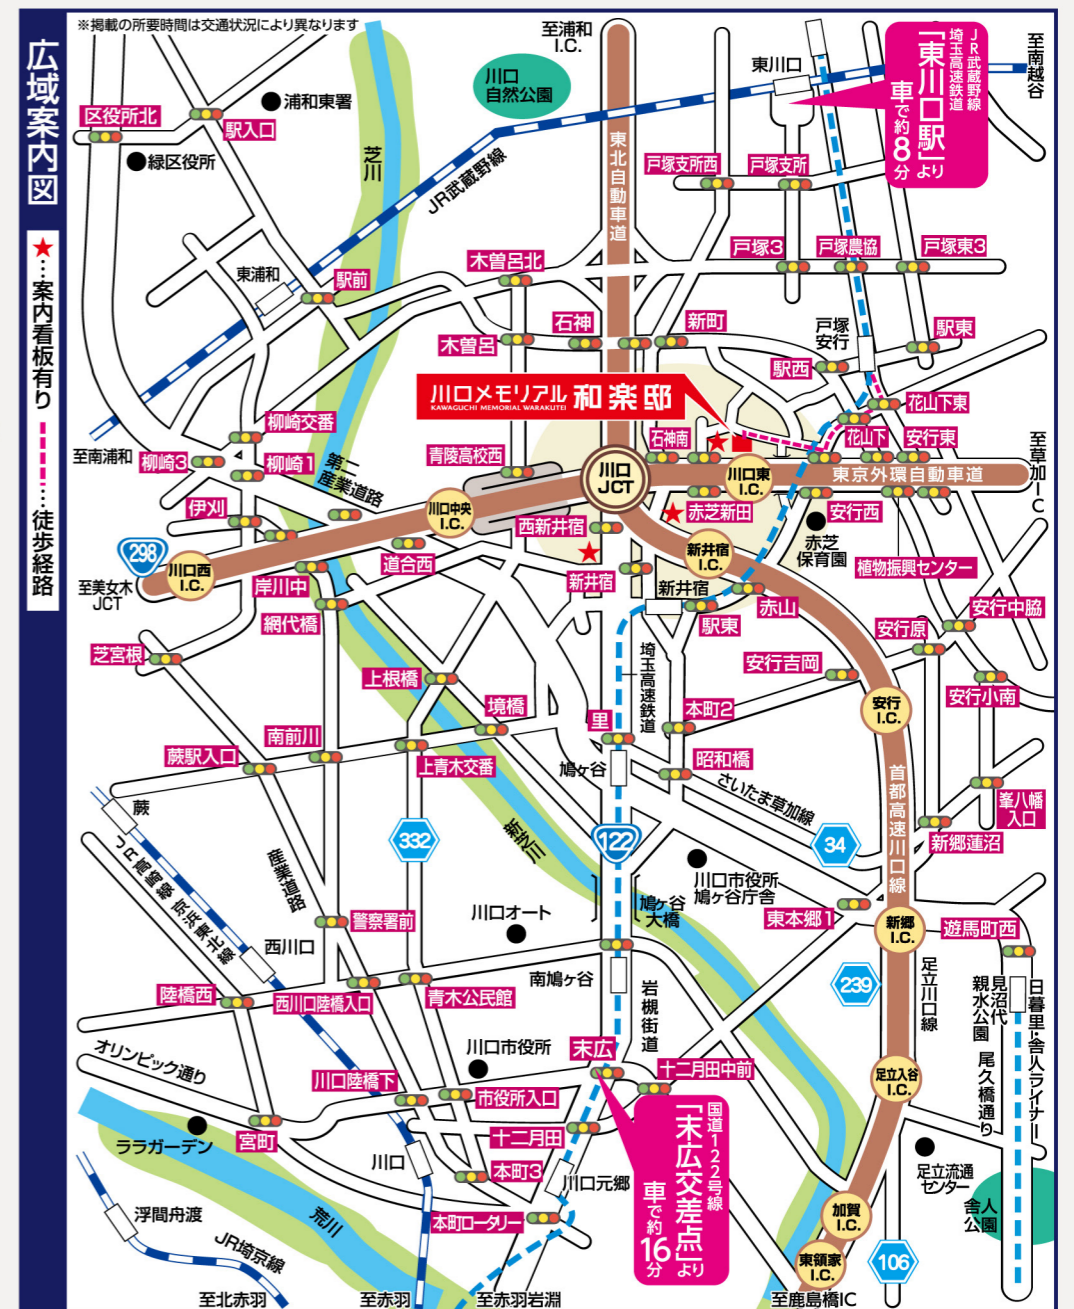 広域案内図
★…案内看板有り
…徒歩経路
※掲載の所要時間は交通状況により異なります
至浦和
I.C.
川口
自然公園
東川口
JR武蔵野線
埼玉高速鉄道
「東川口駅」より
車で約8分
至南越谷
区役所北
駅入口
浦和東署
緑区役所
芝川
JR武蔵野線
東北自動車道
戸塚支所西
戸塚支所
戸塚3
戸塚農協
戸塚東3
木曽呂北
東浦和
駅前
石神
新町
木曽呂
戸塚
安行
駅東
駅西
川口メモリアル 和楽邸
KAWAGUCHI MEMORIAL WARAKUTEI
花山下東
花山下
安行東
柳崎交番
至南浦和
柳崎3
柳崎1
第二
産業道路
青陵高校西
石神南
川口
JCT
川口東
I.C.
東京外環自動車道
至草加IC
伊刈
川口中央
I.C.
西新井宿
赤芝新田
安行西
赤芝
保育園
298
川口西
I.C.
至美女木
JCT
岸川中
道合西
新井宿
I.C.
植物振興センター
網代橋
新井宿
新井宿
駅東
赤山
安行中脇
安行原
芝宮根
上根橋
埼玉高速鉄道
安行吉岡
安行小南
境橋
里
本町2
安行
I.C.
南前川
蕨駅入口
上青木交番
鳩ヶ谷
昭和橋
さいたま草加線
首都高速川口線
峯八幡
入口
蕨
JR高崎線・京浜東北線
産業道路
332
新芝川
122
34
新郷蓮沼
川口市役所
鳩ヶ谷庁舎
鳩ヶ谷
大橋
東本郷1
警察署前
川口オート
新郷
I.C.
遊馬町西
西川口
南鳩ヶ谷
岩槻街道
239
足立川口線
見沼代
親水公園
日暮里・舎人ライナー
陸橋西
西川口陸橋入口
青木公民館
尾久橋通り
オリンピック通り
川口市役所
末広
十二月田中前
足立入谷
I.C.
川口陸橋下
市役所入口
国道122号線
「末広交差点」より
車で約16分
ララガーデン
宮町
十二月田
川口
本町3
川口元郷
足立流通
センター
舎人
公園
浮間舟渡
荒川
本町ロータリー
加賀
I.C.
JR埼京線
東領家
I.C.
106
至北赤羽
至赤羽
至赤羽岩淵
至鹿島橋IC